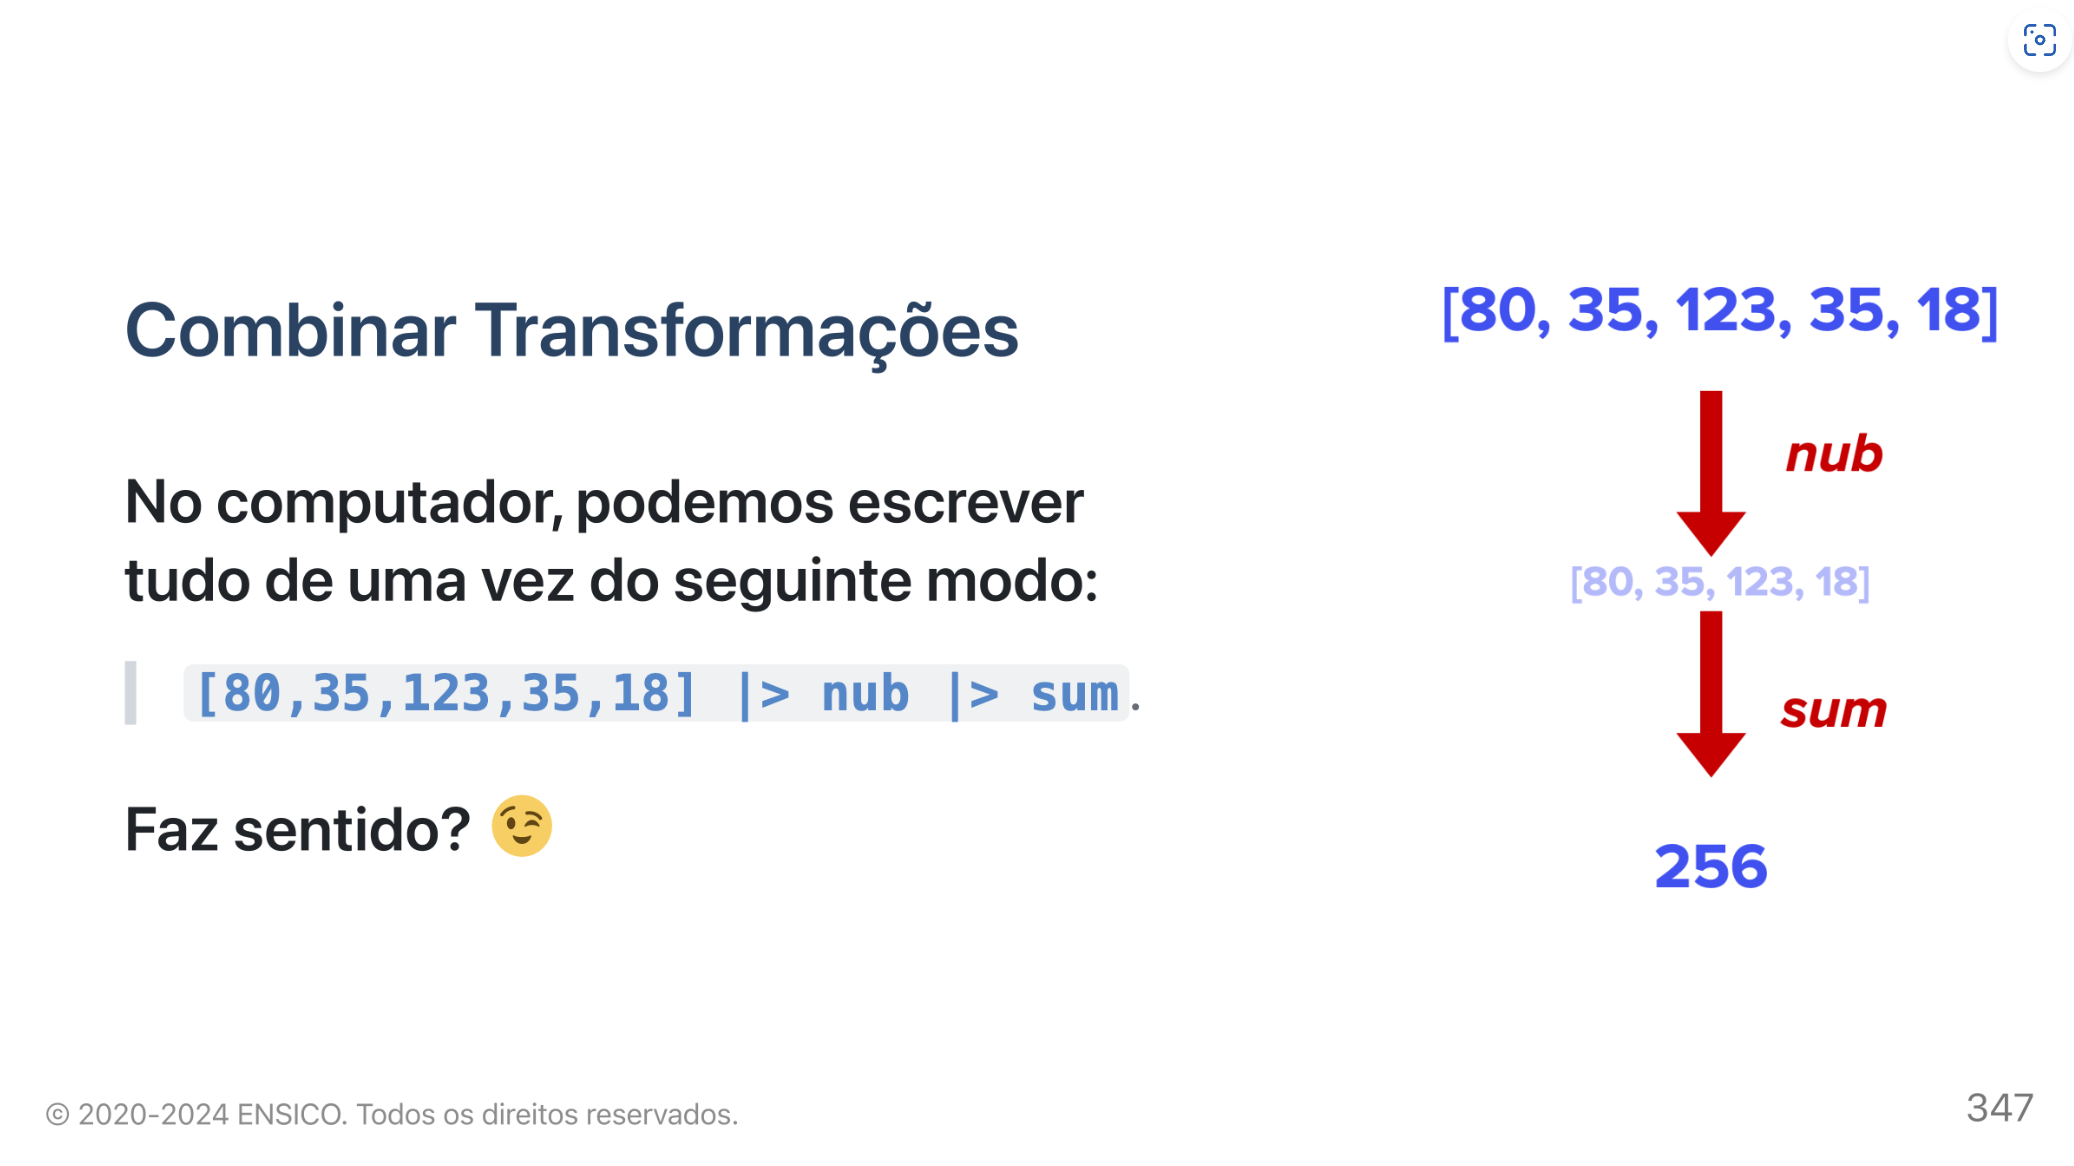 Combinar Transformações
No computador, podemos escrever
tudo de uma vez do seguinte modo:
[80,35,123,35,18] |> nub |> sum.
Faz sentido? 😉
[80, 35, 123, 35, 18]
nub
[80, 35, 123, 18]
sum
256
© 2020-2024 ENSICO. Todos os direitos reservados.
347